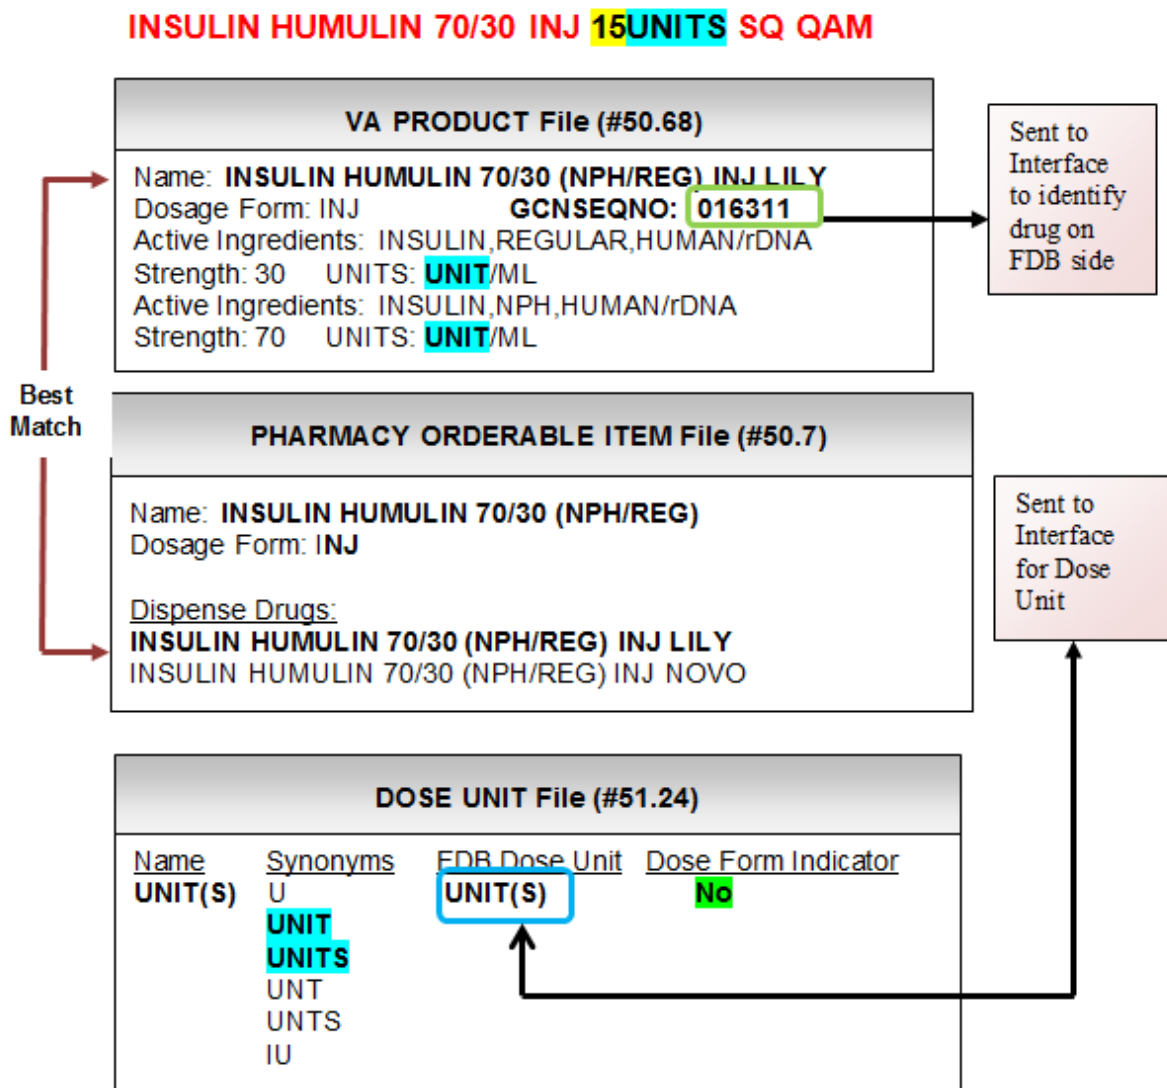 INSULIN HUMULIN 70/30 INJ 15UNITS SQ QAM
VA PRODUCT File (#50.68)
Name: INSULIN HUMULIN 70/30 (NPH/REG) INJ LILY
Dosage Form: INJ GCNSEQNO: 016311
Active Ingredients: INSULIN,REGULAR,HUMAN/rDNA
Strength: 30 UNITS: UNIT/ML
Active Ingredients: INSULIN,NPH,HUMAN/rDNA
Strength: 70 UNITS: UNIT/ML
Sent to
Interface
to identify
drug on
FDB side
Best
Match
PHARMACY ORDERABLE ITEM File (#50.7)
Name: INSULIN HUMULIN 70/30 (NPH/REG)
Dosage Form: INJ
Dispense Drugs:
INSULIN HUMULIN 70/30 (NPH/REG) INJ LILY
INSULIN HUMULIN 70/30 (NPH/REG) INJ NOVO
Sent to
Interface
for Dose
Unit
DOSE UNIT File (#51.24)
Name Synonyms FDB Dose Unit Dose Form Indicator
UNIT(S) U UNIT(S) No
UNIT
UNITS
UNT
UNTS
IU